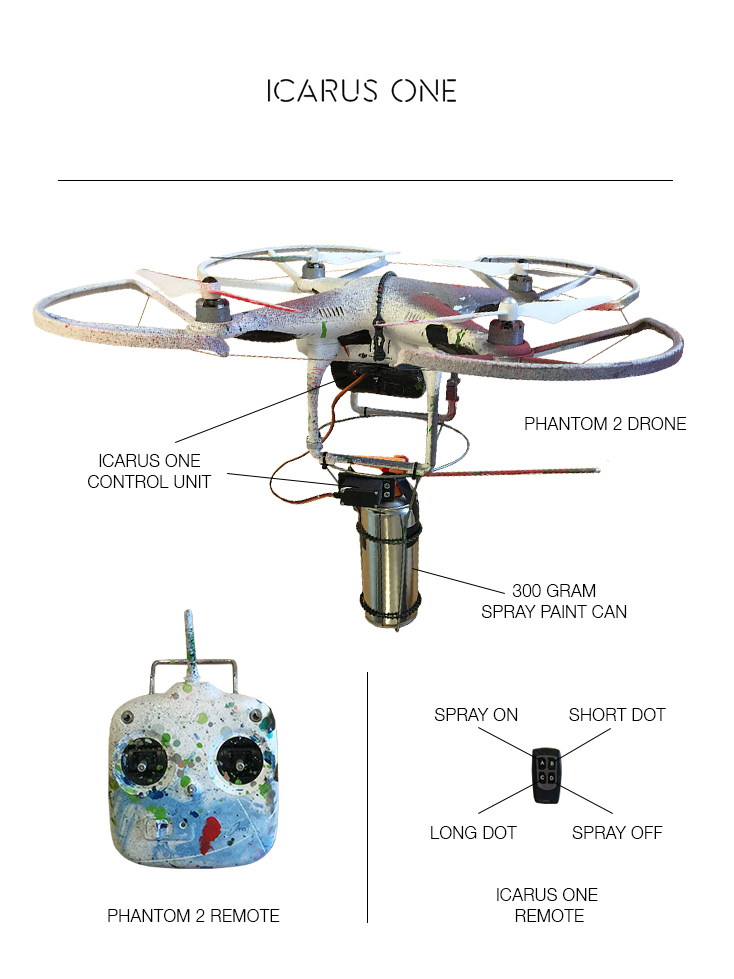 ICARUS ONE
PHANTOM 2 DRONE
ICARUS ONE
CONTROL UNIT
300 GRAM
SPRAY PAINT CAN
SPRAY ON
SHORT DOT
A B
C D
LONG DOT
SPRAY OFF
PHANTOM 2 REMOTE
ICARUS ONE
REMOTE